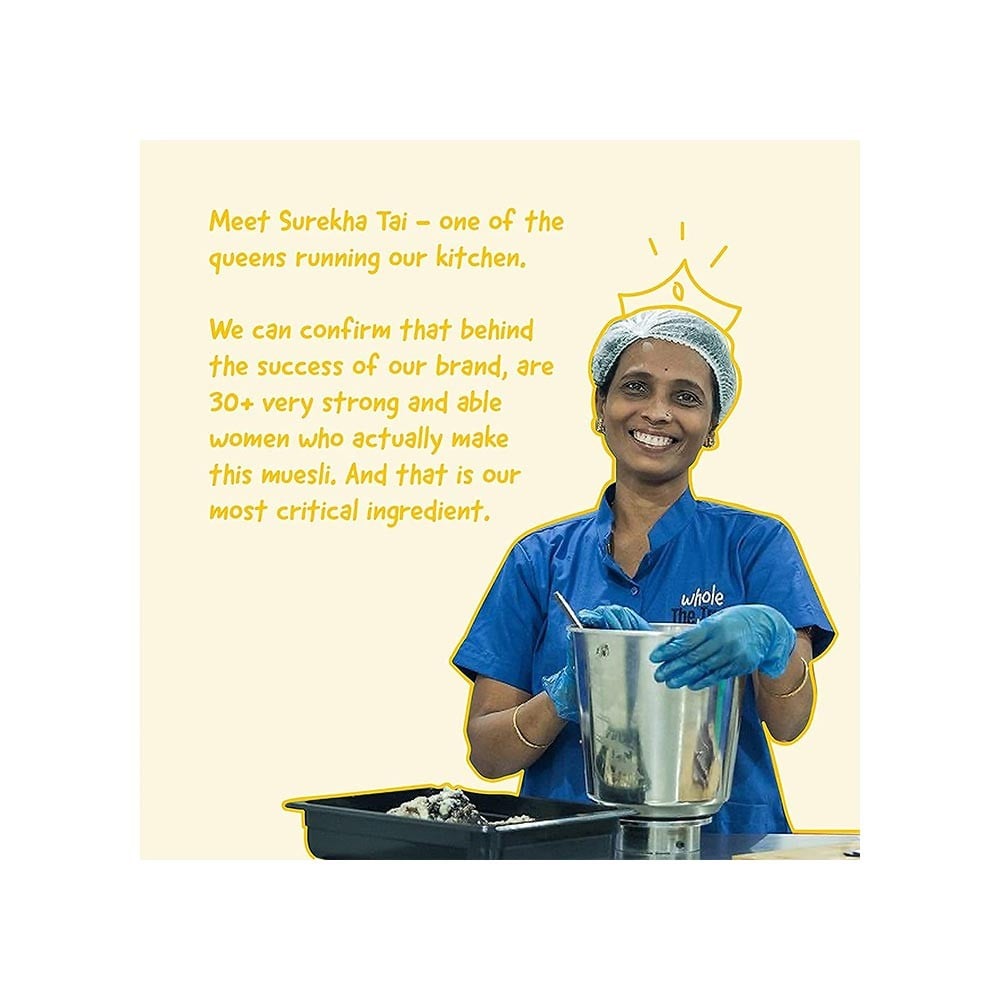 Meet Surekha Tai – one of the
queens running our kitchen.
We can confirm that behind
the success of our brand, are
30+ very strong and able
women who actually make
this muesli. And that is our
most critical ingredient.
whole
The